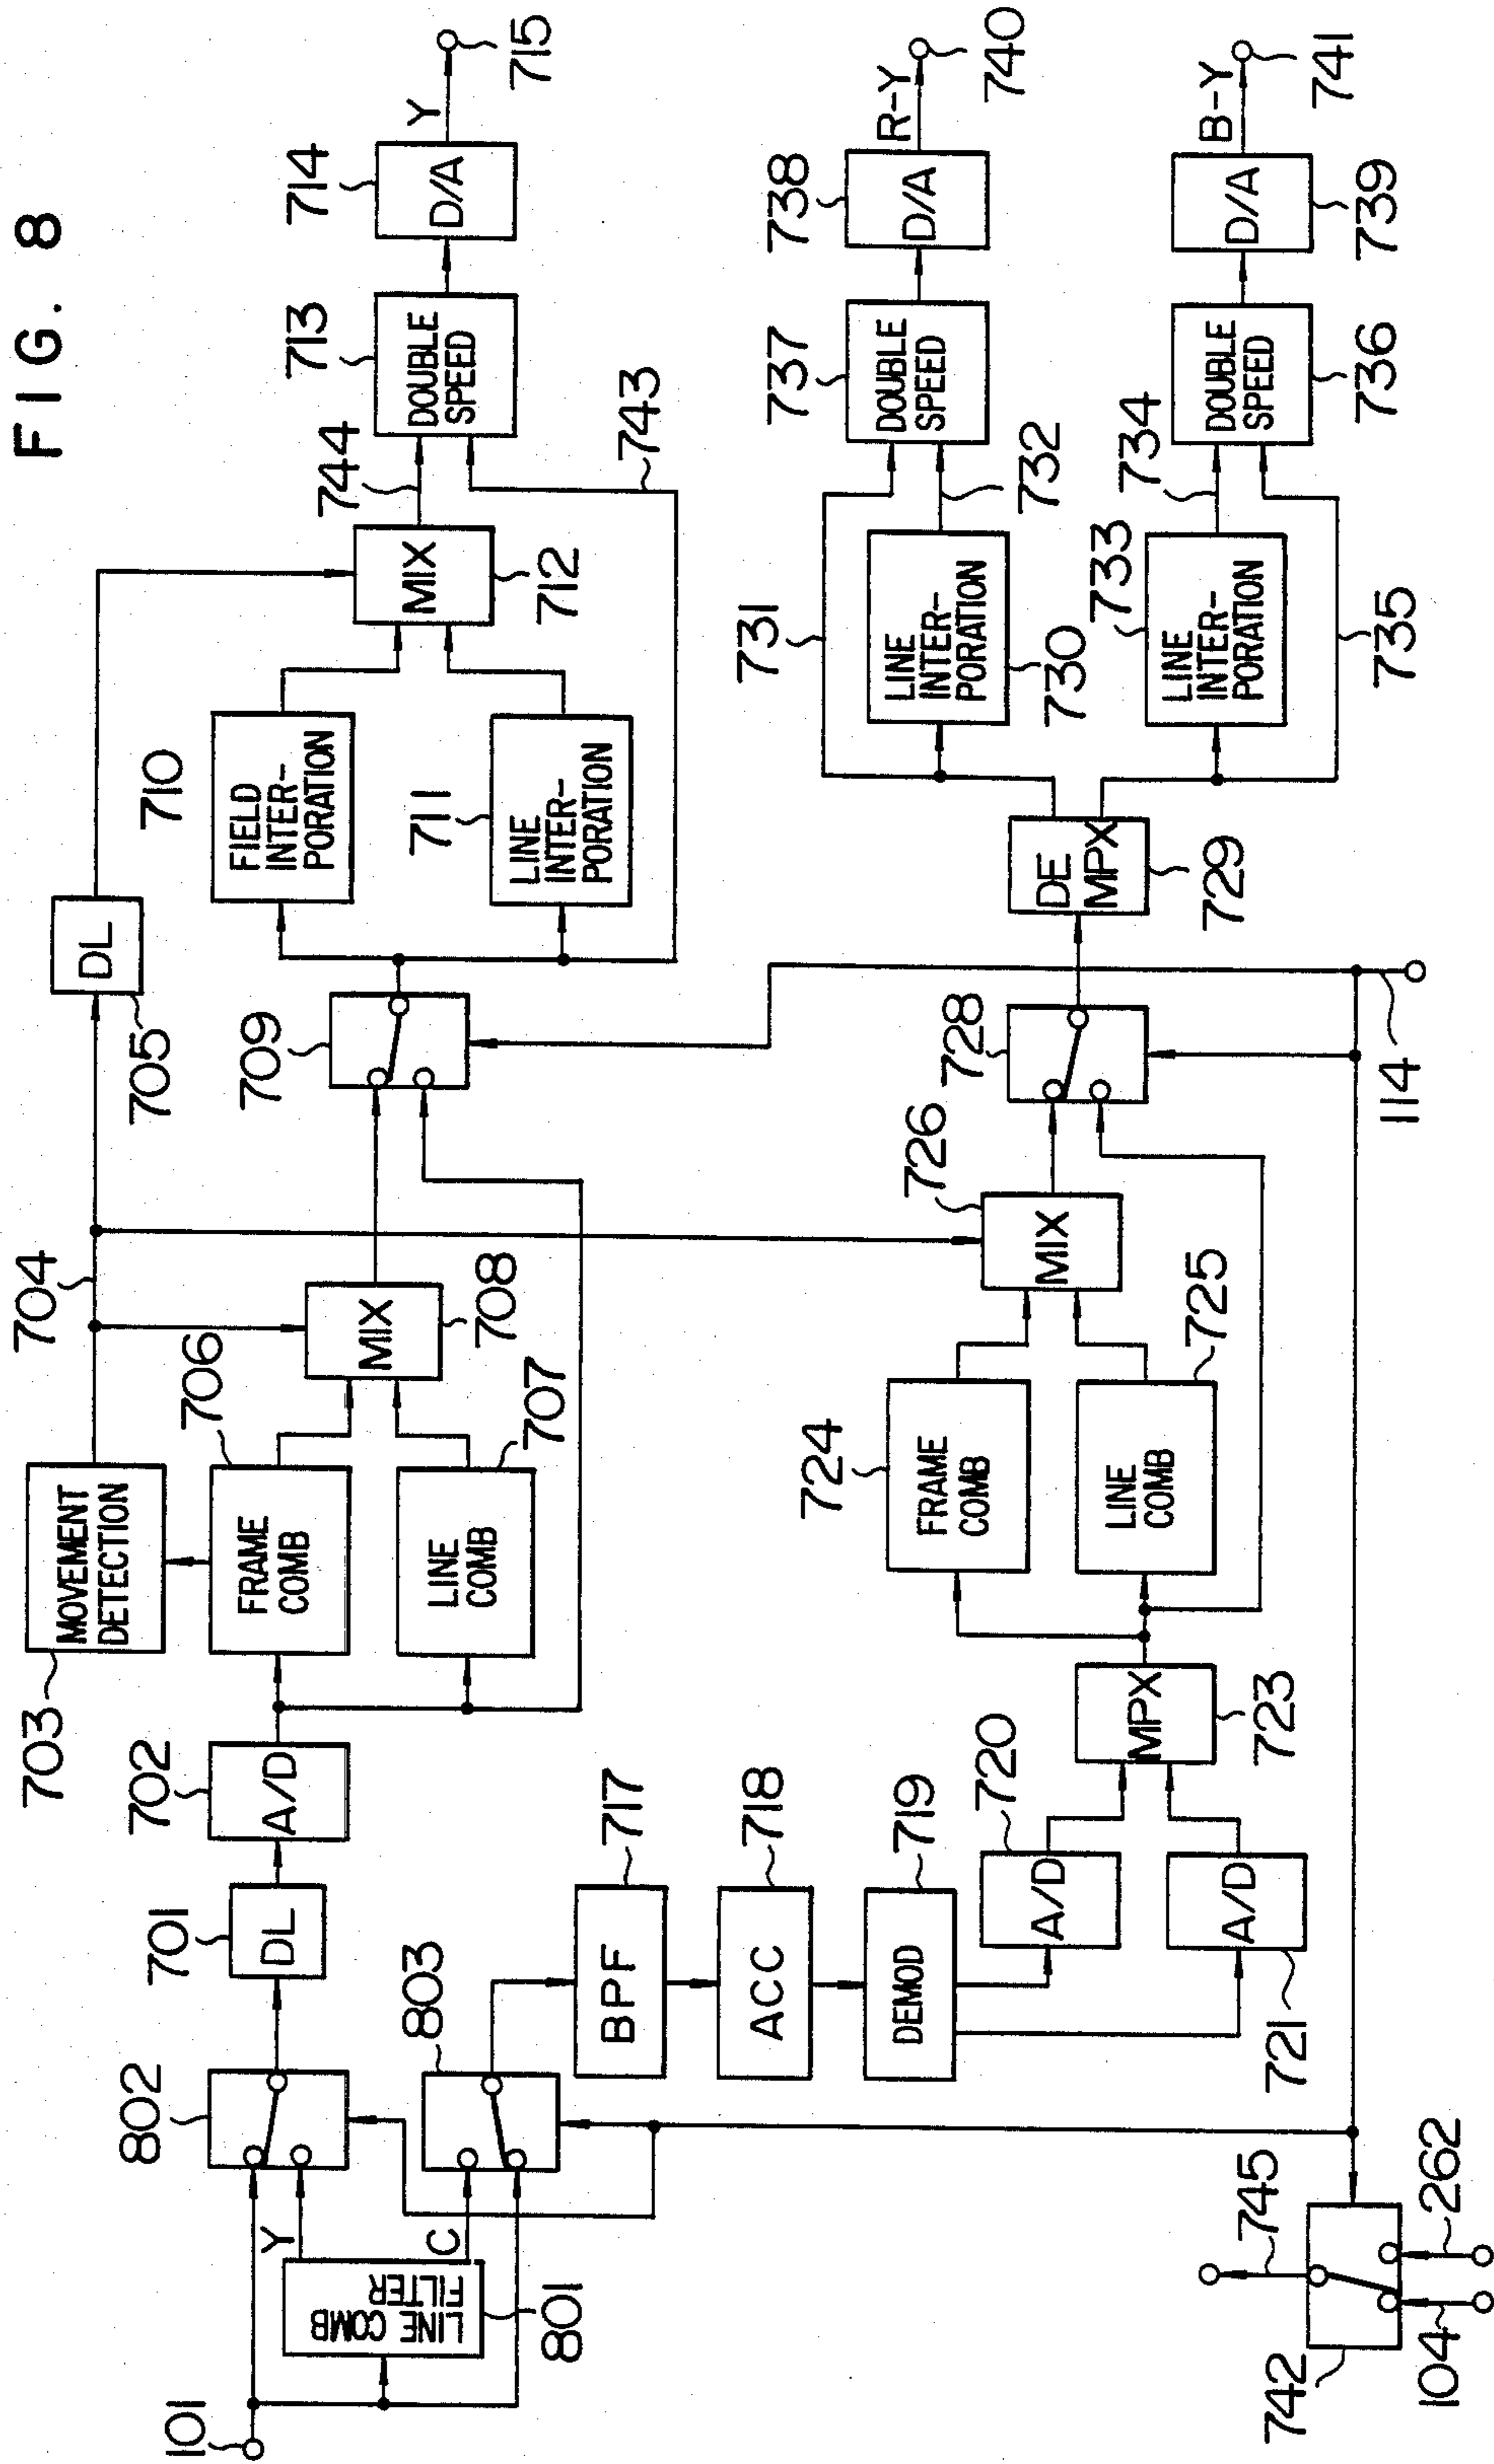 FIG. 8
101
LINE COMB
FILTER
801
Y
C
802
803
701
DL
702
A/D
703
MOVEMENT
DETECTION
704
705
DL
706
FRAME
COMB
707
LINE
COMB
708
MIX
709
710
FIELD
INTER-
PORATION
711
LINE
INTER-
PORATION
712
MIX
744
743
713
DOUBLE
SPEED
714
D/A
Y
715
BPF
717
ACC
718
DEMOD
719
720
A/D
A/D
721
MPX
723
724
FRAME
COMB
LINE
COMB
725
726
MIX
728
114
DE
MPX
729
731
LINE
INTER-
PORATION
730
732
733
LINE
INTER-
PORATION
734
735
737
DOUBLE
SPEED
DOUBLE
SPEED
736
738
D/A
R-Y
740
D/A
739
B-Y
741
742
745
104
262